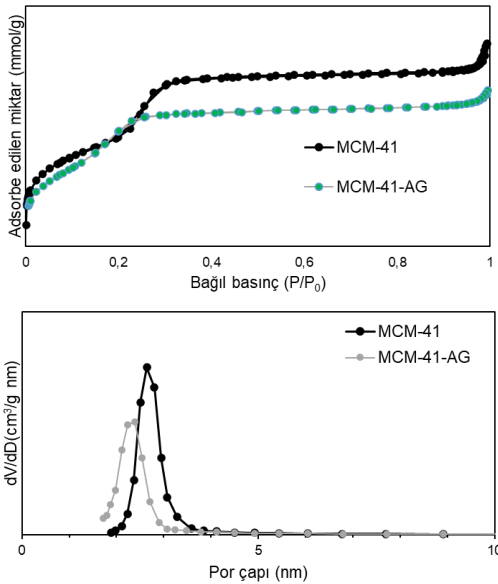 Adsorbe edilen miktar (mmol/g)
MCM-41
MCM-41-AG
0
0,2
0,4
0,6
0,8
1
Bağıl basınç (P/P₀)
dV/dD(cm³/g nm)
MCM-41
MCM-41-AG
0
5
10
Por çapı (nm)